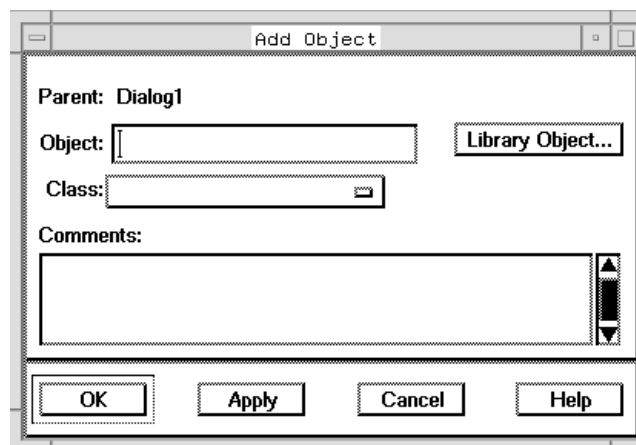 Add Object
Parent: Dialog1
Object:
Library Object...
Class:
Comments:
OK Apply Cancel Help